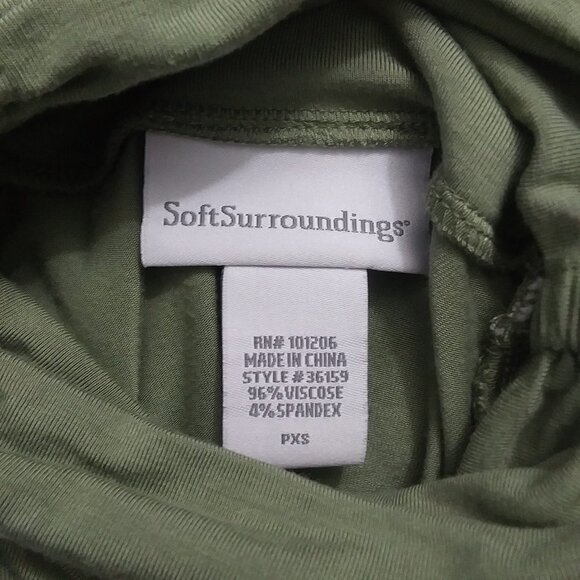 SoftSurroundings®
RN# 101206
MADE IN CHINA
STYLE #36159
96% VISCOSE
4% SPANDEX
PXS